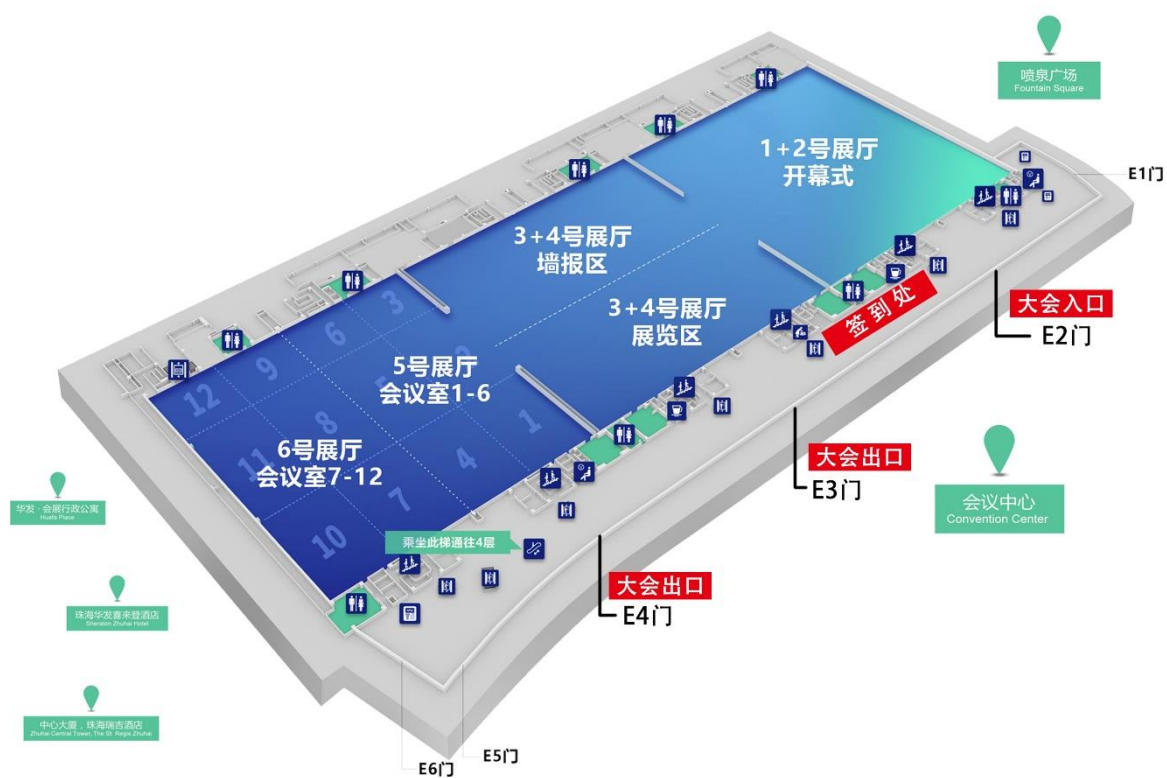 喷泉广场
Fountain Square
1+2号展厅
开幕式
E1门
3+4号展厅
墙报区
3+4号展厅
展览区
签到处
大会入口
E2门
5号展厅
会议室1-6
6号展厅
会议室7-12
3
6
9
12
2
5
8
11
1
4
7
10
大会出口
E3门
会议中心
Convention Center
华发·会展行政公寓
Huafa Place
乘坐此梯通往4层
大会出口
E4门
珠海华发喜来登酒店
Sheraton Zhuhai Hotel
中心大厦，珠海瑞吉酒店
Zhuhai Central Tower, The St. Regis Zhuhai
E5门
E6门